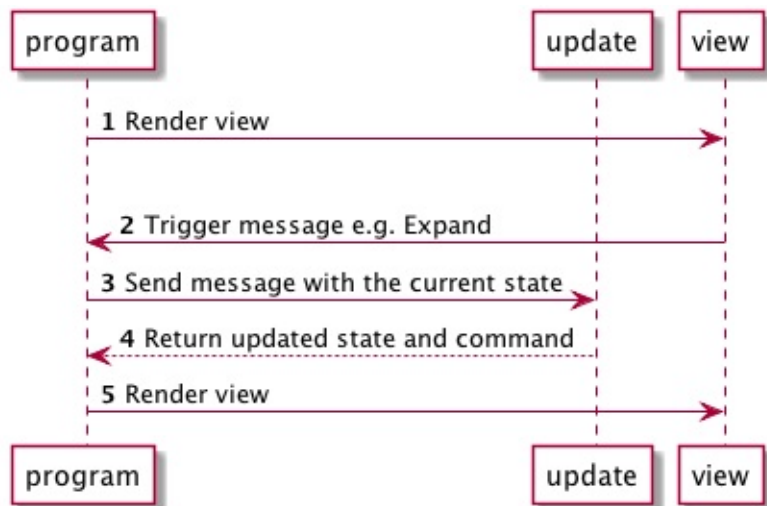 program update view
1 Render view
2 Trigger message e.g. Expand
3 Send message with the current state
4 Return updated state and command
5 Render view
program update view